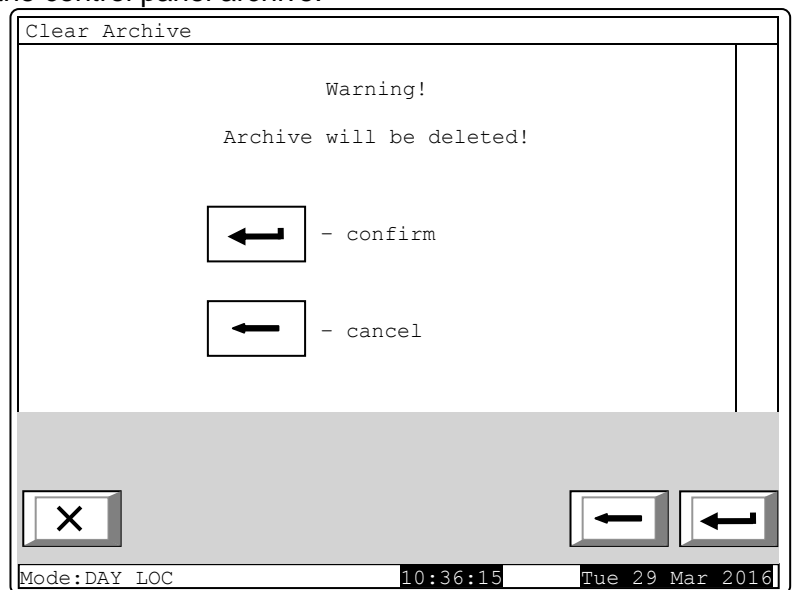 the control panel archive.
Clear Archive
Warning!
Archive will be deleted!
- confirm
- cancel
Mode:DAY LOC 10:36:15 Tue 29 Mar 2016